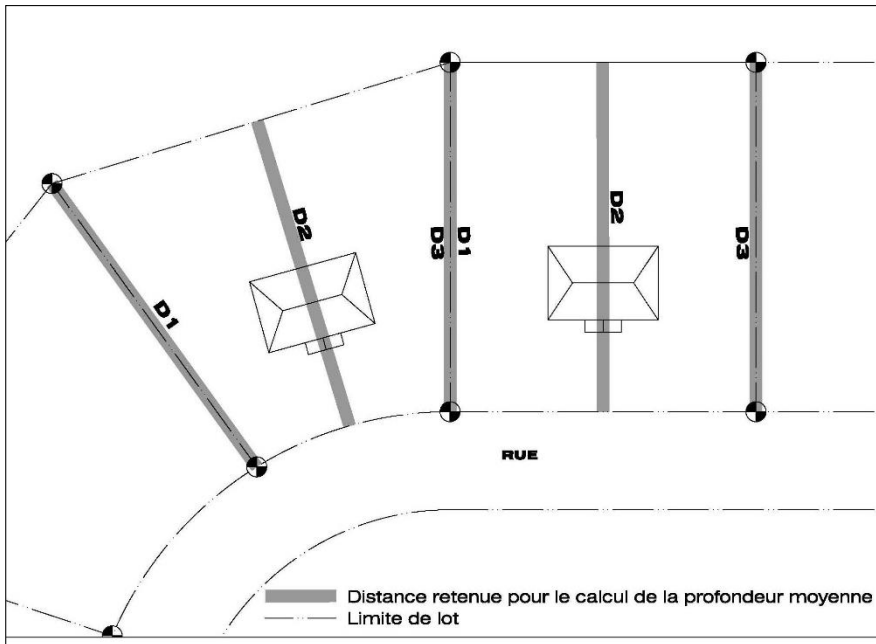 D2
D1
D3
D1
D2
D3
RUE
Distance retenue pour le calcul de la profondeur moyenne
Limite de lot